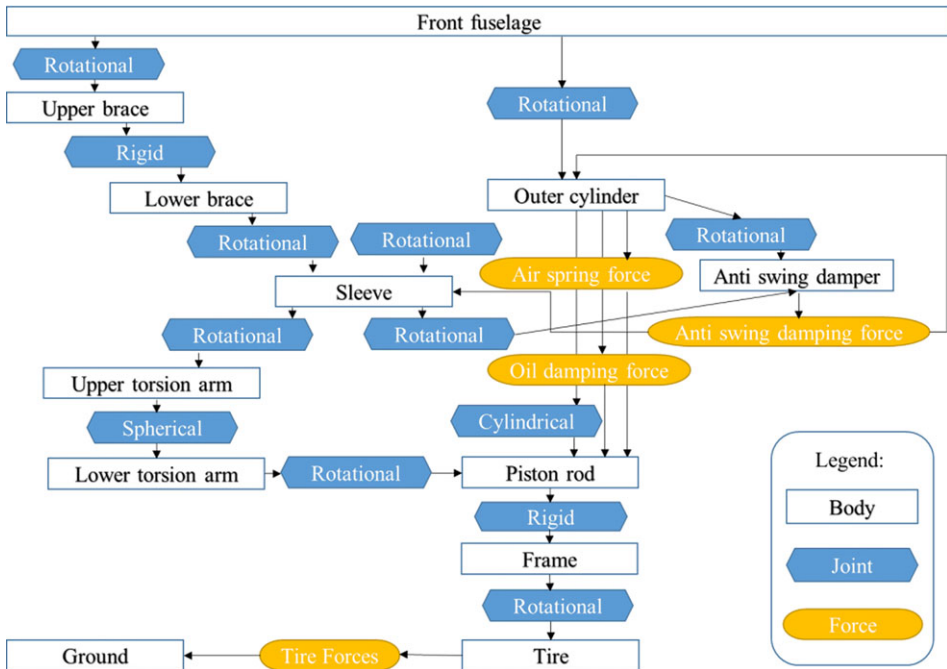 Front fuselage
Rotational
Rotational
Upper brace
Rigid
Lower brace
Outer cylinder
Rotational
Rotational
Rotational
Air spring force
Anti swing damper
Sleeve
Rotational
Rotational
Anti swing damping force
Upper torsion arm
Oil damping force
Spherical
Cylindrical
Lower torsion arm
Rotational
Piston rod
Rigid
Frame
Rotational
Ground
Tire Forces
Tire
Legend:
Body
Joint
Force